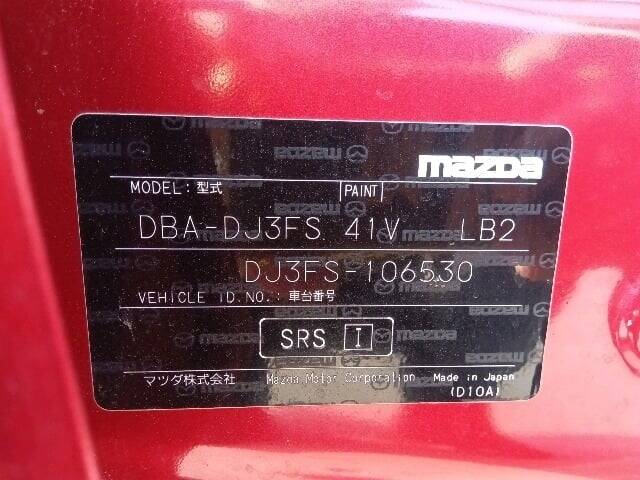 mazda
MODEL: 型式 PAINT
DBA-DJ3FS 41V LB2
DJ3FS-106530
VEHICLE ID.NO.: 車台番号
SRS I
マツダ株式会社 Mazda Motor Corporation Made in Japan
(D10A)